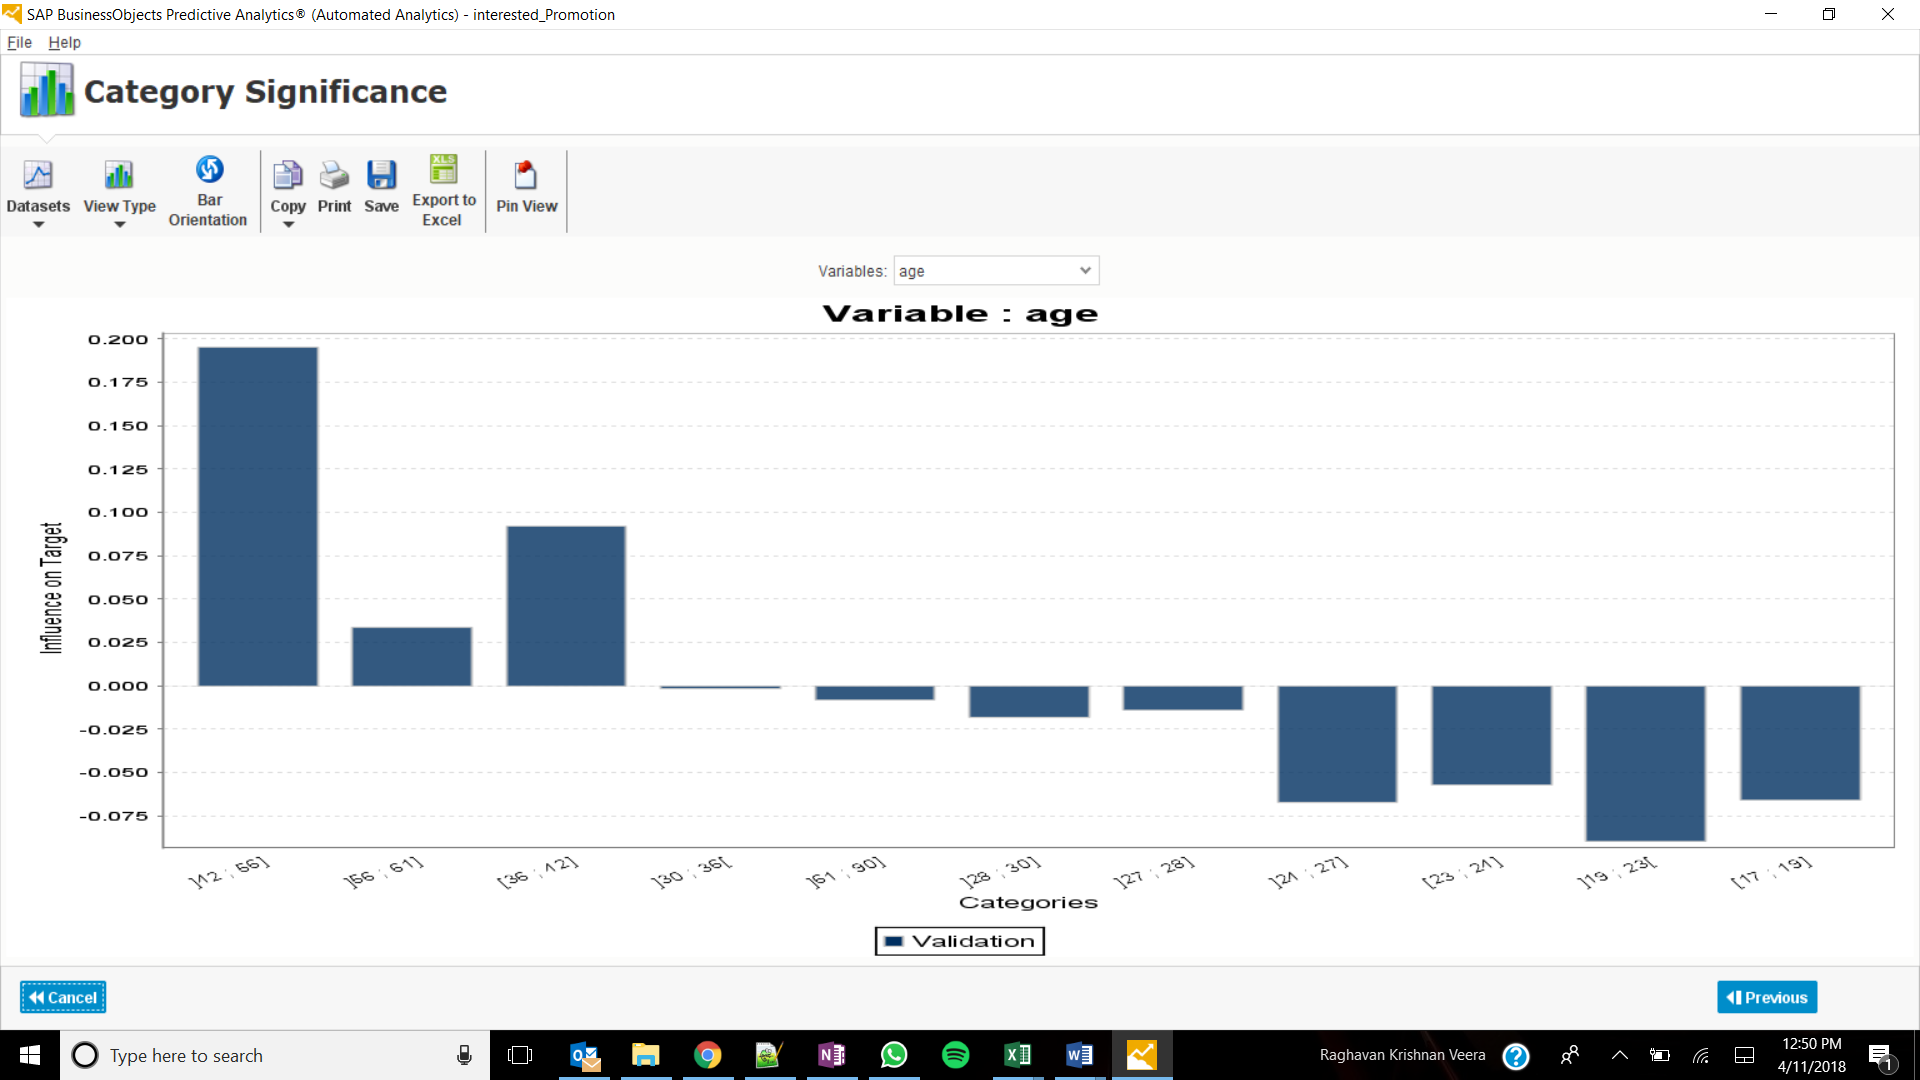 SAP BusinessObjects Predictive Analytics® (Automated Analytics) - interested_Promotion
File Help
Category Significance
Datasets
View Type
Bar
Orientation
Copy
Print
Save
XLS
Export to
Excel
Pin View
Variables: age
Variable : age
0.200
0.175
0.150
0.125
0.100
0.075
0.050
0.025
0.000
-0.025
-0.050
-0.075
Influence on Target
]42 ; 56]
]56 ; 61]
[36 ; 42]
]30 ; 36[
]61 ; 90]
]28 ; 30]
]27 ; 28]
]24 ; 27]
[23 ; 24]
]19 ; 23[
[17 ; 19]
Categories
Validation
Cancel
Previous
Type here to search
Raghavan Krishnan Veera
12:50 PM
4/11/2018
1